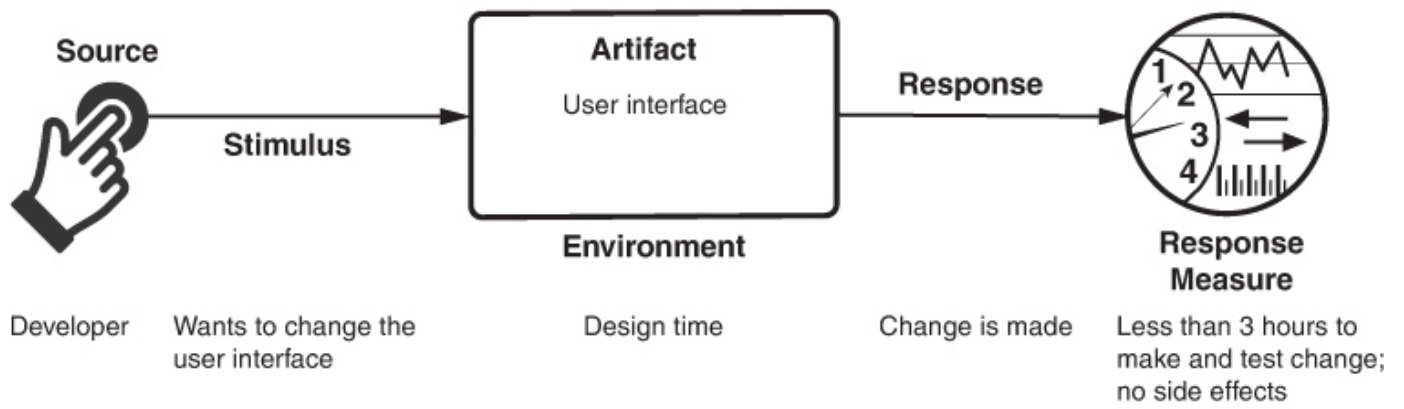 Source
Stimulus
Artifact
User interface
Environment
Response
1
2
3
4
Response
Measure
Developer
Wants to change the
user interface
Design time
Change is made
Less than 3 hours to
make and test change;
no side effects